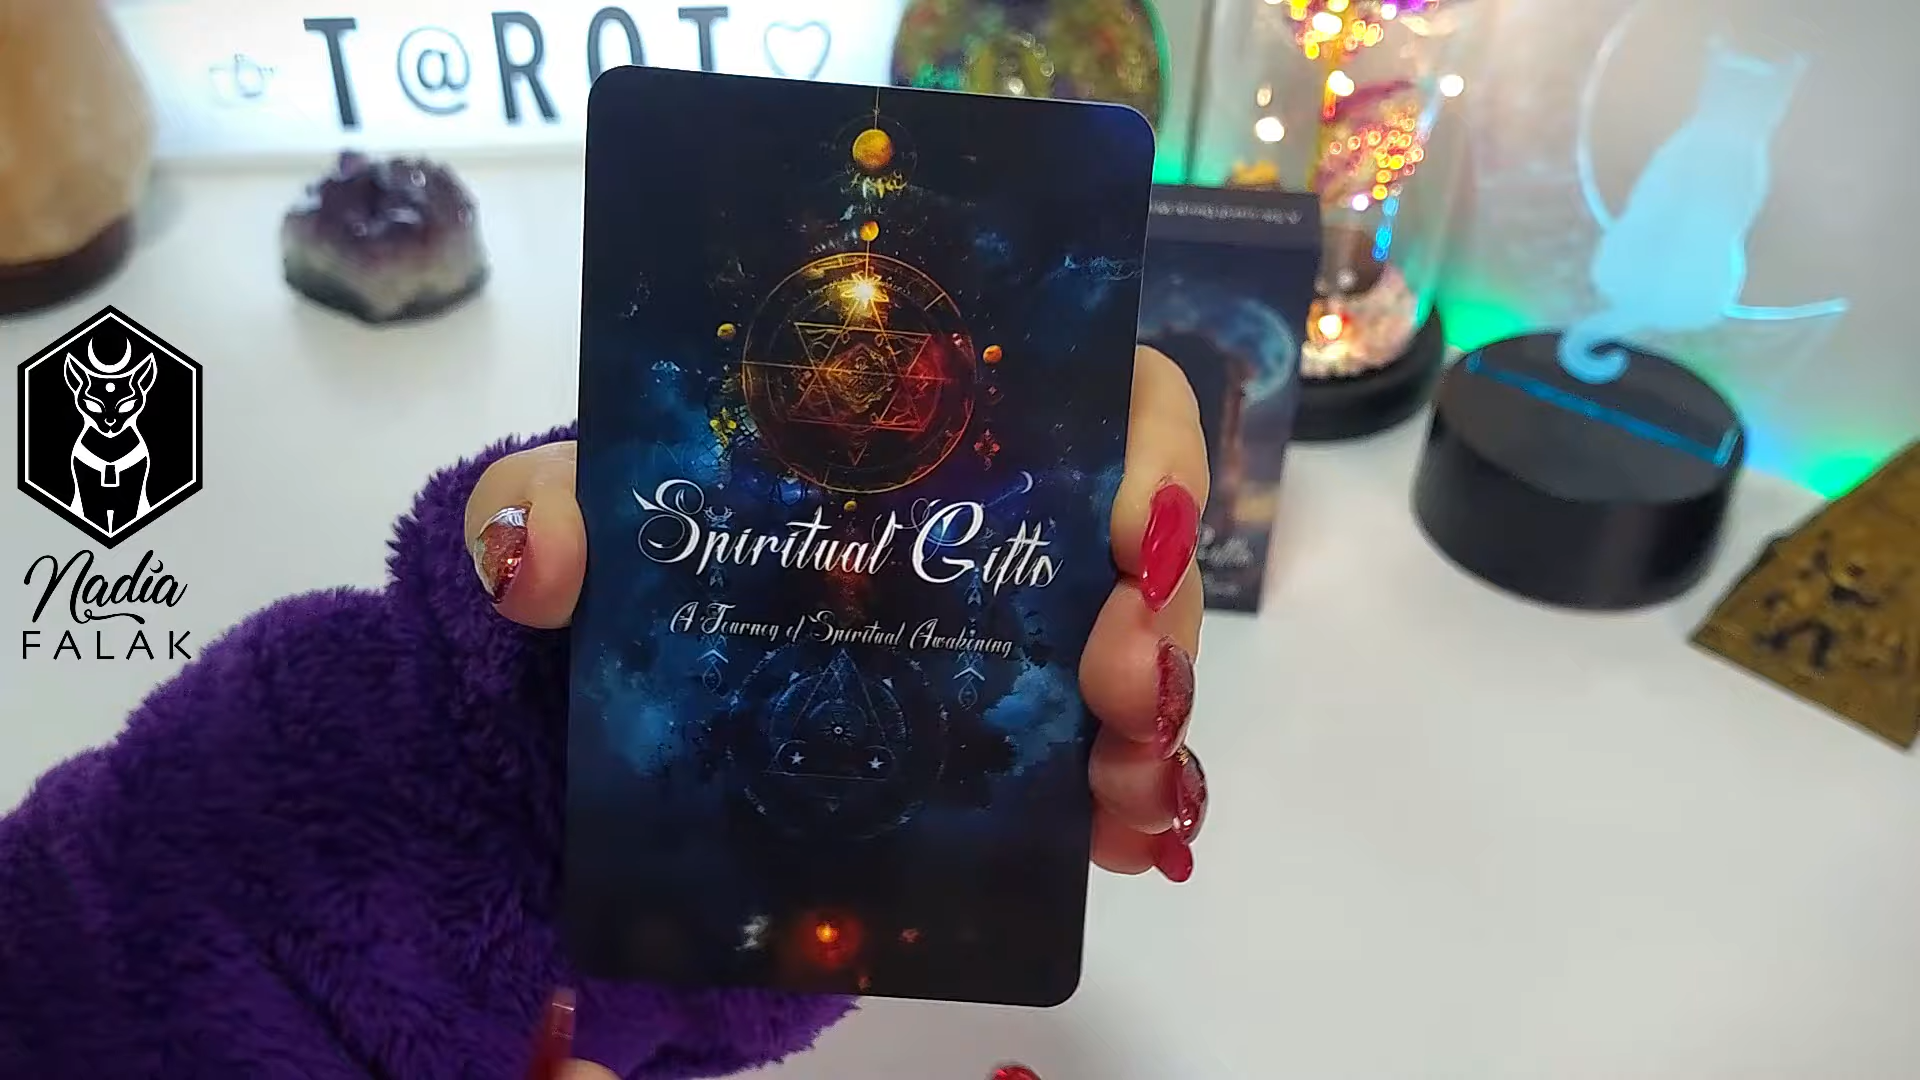 T@ROT
Spiritual Gifts
A Journey of Spiritual Awakening
Nadia
FALAK